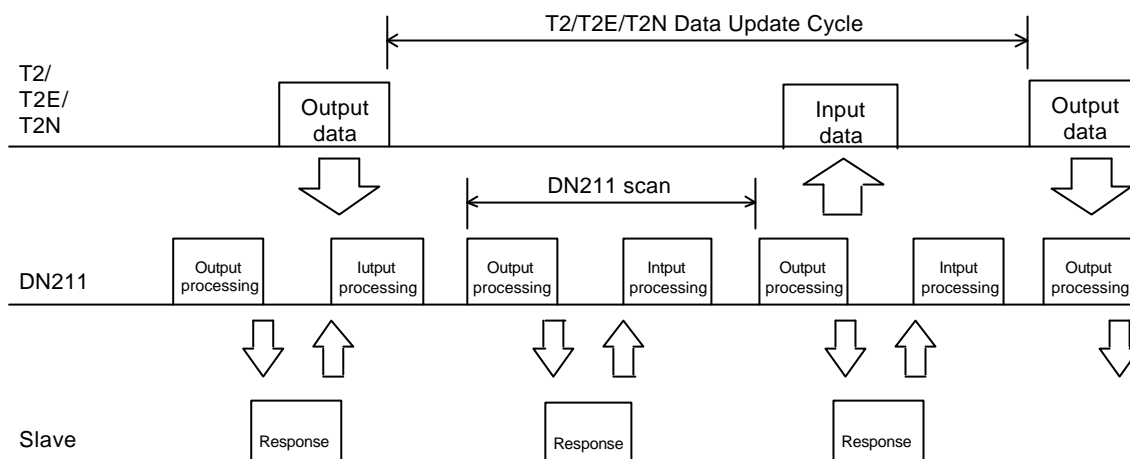 T2/T2E/T2N Data Update Cycle
T2/
T2E/
T2N
Output
data
Input
data
Output
data
DN211 scan
DN211
Output
processing
Iutput
processing
Output
processing
Intput
processing
Output
processing
Intput
processing
Output
processing
Slave
Response
Response
Response